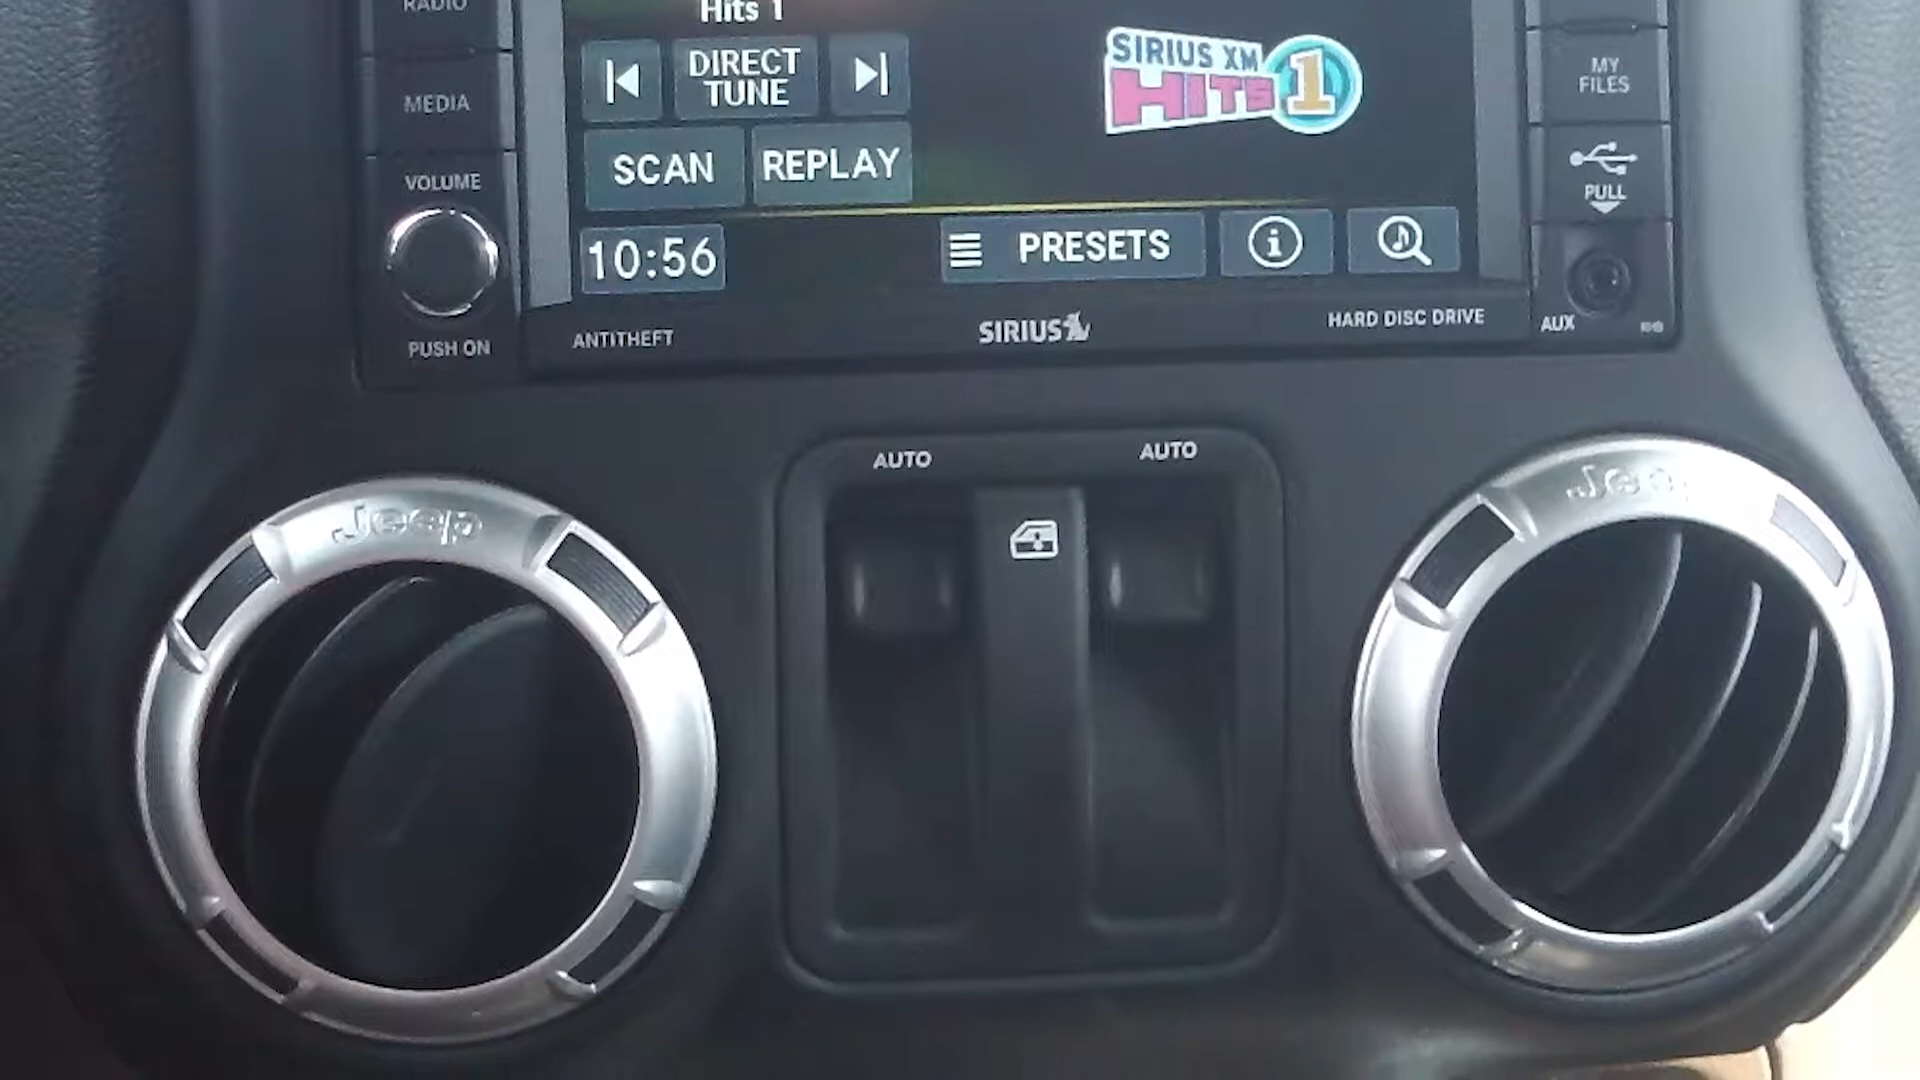 RADIO
Hits 1
MEDIA
DIRECT
TUNE
SIRIUS XM
HITS 1
MY
FILES
VOLUME
SCAN
REPLAY
PULL
10:56
PRESETS
PUSH ON
ANTITHEFT
SIRIUS
HARD DISC DRIVE
AUX
AUTO
AUTO
Jeep
Jeep